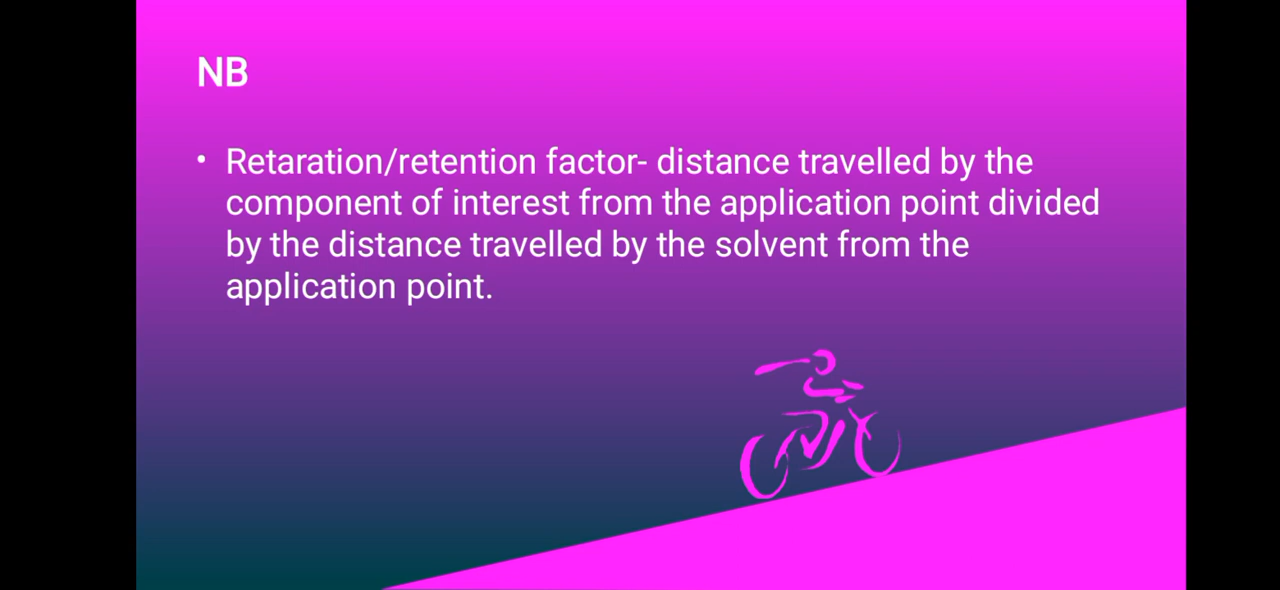 NB
• Retaration/retention factor- distance travelled by the
component of interest from the application point divided
by the distance travelled by the solvent from the
application point.